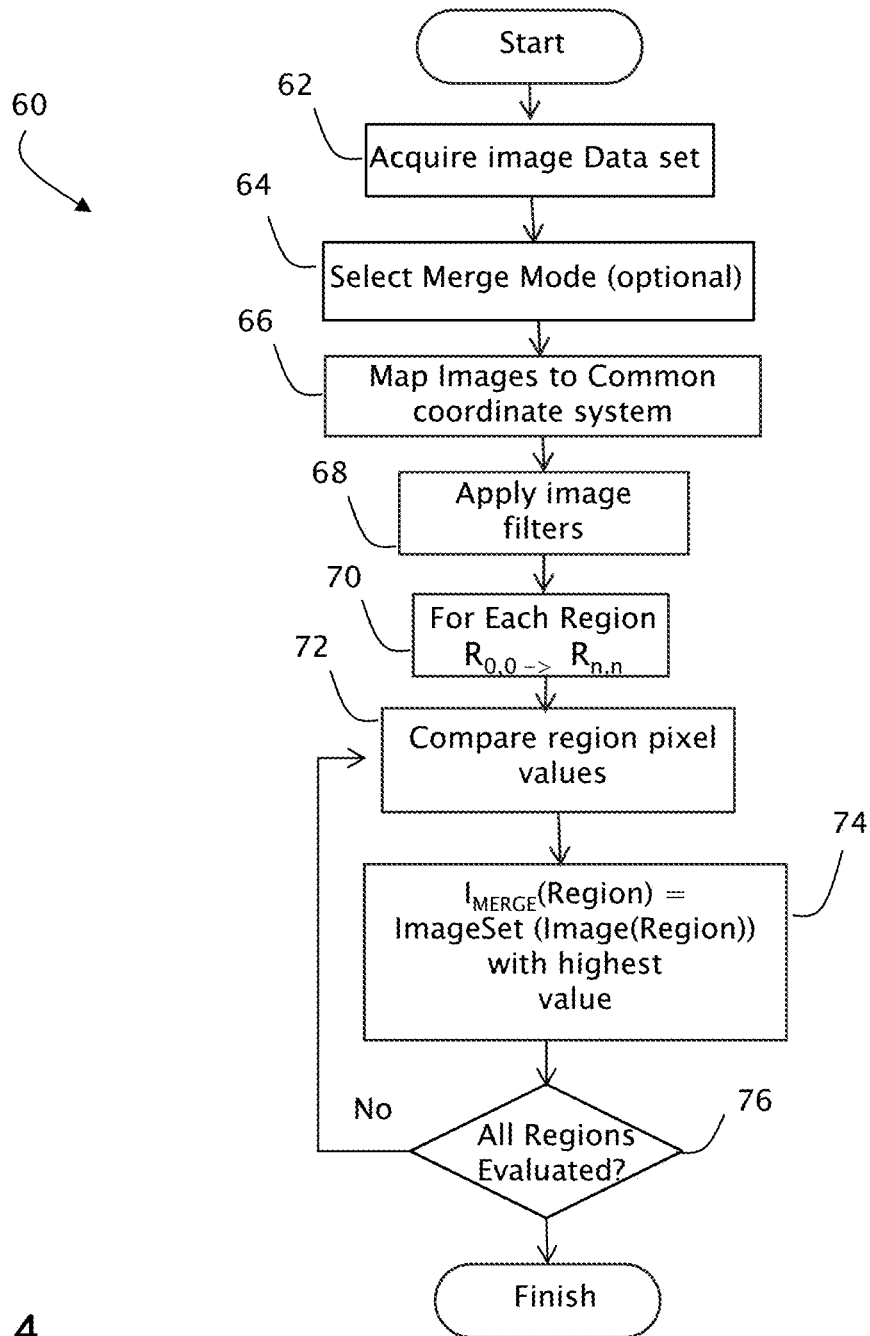 Start
60
62
Acquire image Data set
64
Select Merge Mode (optional)
66
Map Images to Common
coordinate system
68
Apply image
filters
70
For Each Region
R0,0 -> Rn,n
72
Compare region pixel
values
74
IMERGE(Region) =
ImageSet (Image(Region))
with highest
value
No
76
All Regions
Evaluated?
Finish
4